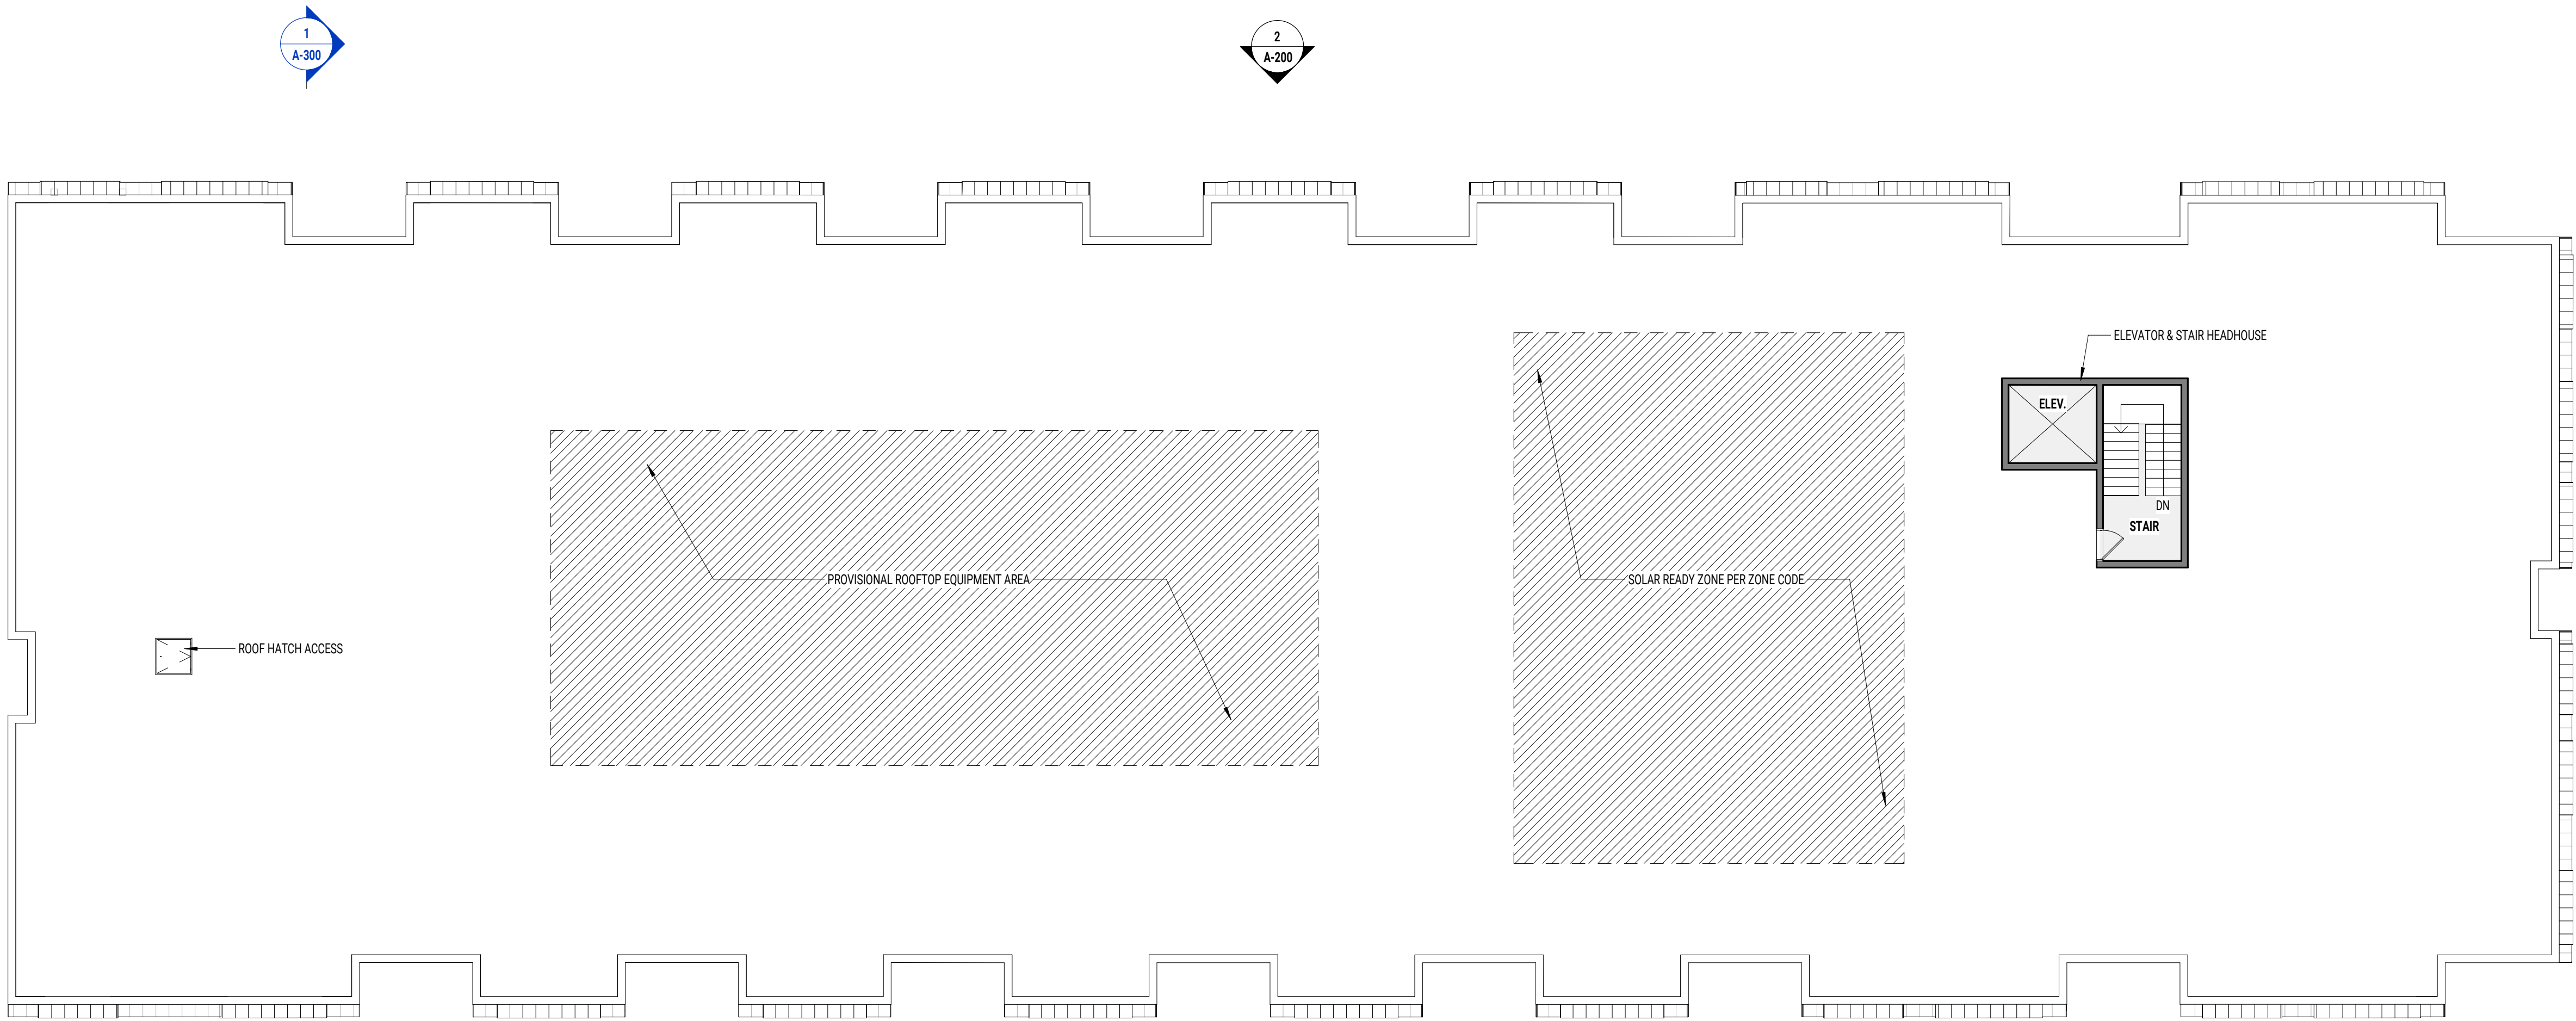 1
A-300
2
A-200
ELEVATOR & STAIR HEADHOUSE
ELEV.
DN
STAIR
PROVISIONAL ROOFTOP EQUIPMENT AREA
SOLAR READY ZONE PER ZONE CODE
ROOF HATCH ACCESS